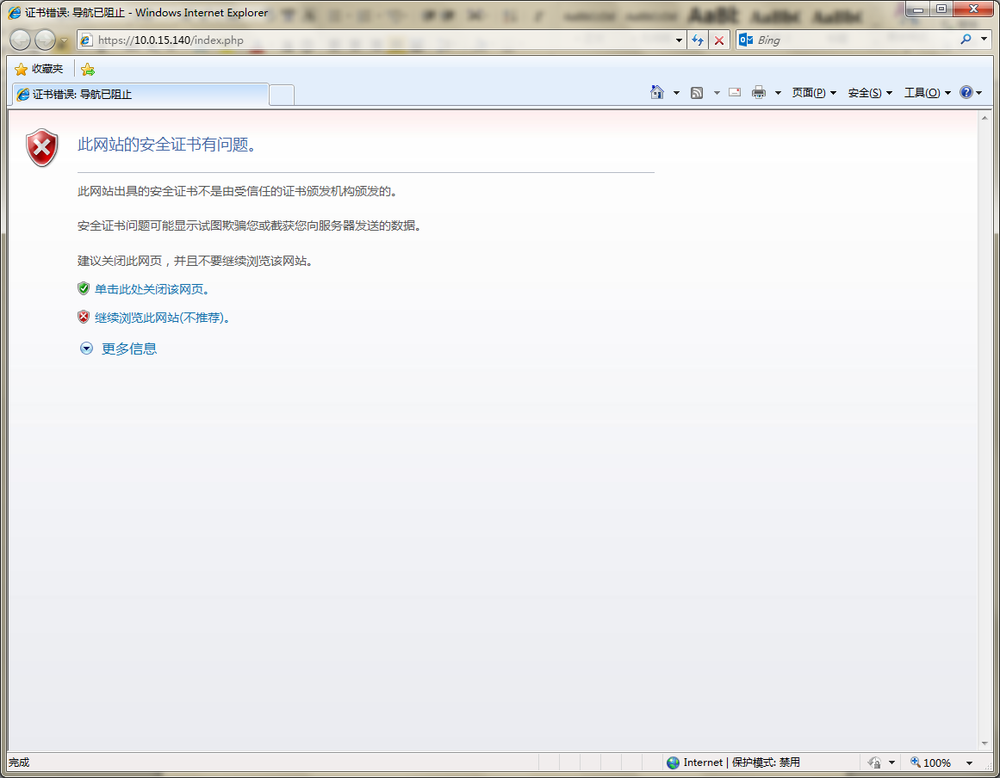 证书错误: 导航已阻止 - Windows Internet Explorer
https://10.0.15.140/index.php
Bing
收藏夹
证书错误: 导航已阻止
页面(P)
安全(S)
工具(O)
此网站的安全证书有问题。
此网站出具的安全证书不是由受信任的证书颁发机构颁发的。
安全证书问题可能显示试图欺骗您或截获您向服务器发送的数据。
建议关闭此网页，并且不要继续浏览该网站。
单击此处关闭该网页。
继续浏览此网站(不推荐)。
更多信息
完成
Internet | 保护模式: 禁用
100%